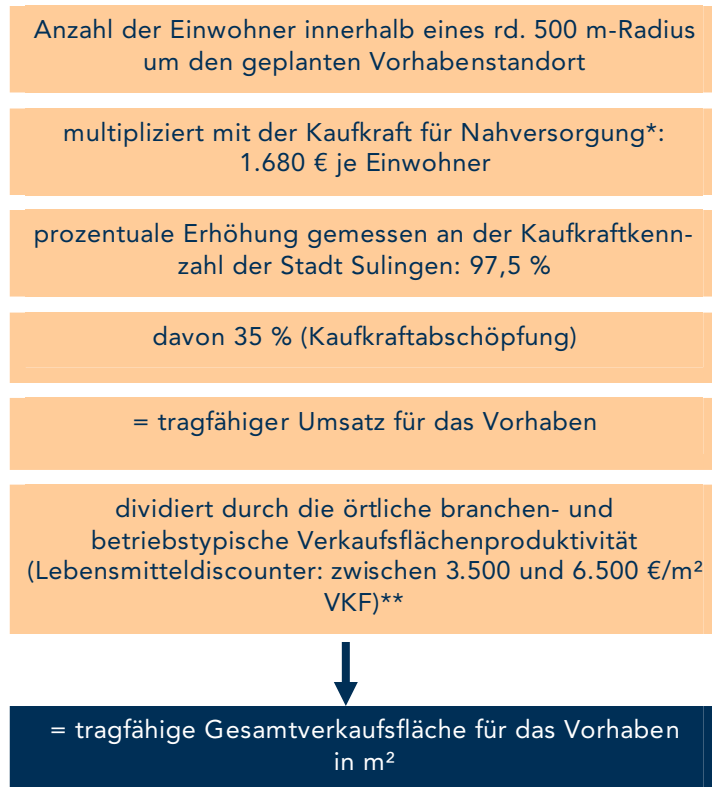 Anzahl der Einwohner innerhalb eines rd. 500 m-Radius
um den geplanten Vorhabenstandort
multipliziert mit der Kaufkraft für Nahversorgung*:
1.680 € je Einwohner
prozentuale Erhöhung gemessen an der Kaufkraftkenn-
zahl der Stadt Sulingen: 97,5 %
davon 35 % (Kaufkraftabschöpfung)
= tragfähiger Umsatz für das Vorhaben
dividiert durch die örtliche branchen- und
betriebstypische Verkaufsflächenproduktivität
(Lebensmitteldiscounter: zwischen 3.500 und 6.500 €/m²
VKF)**
= tragfähige Gesamtverkaufsfläche für das Vorhaben
in m²